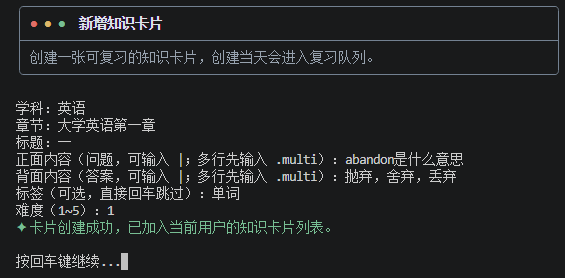 新增知识卡片
创建一张可复习的知识卡片，创建当天会进入复习队列。
学科：英语
章节：大学英语第一章
标题：一
正面内容（问题，可输入 |；多行先输入 .multi）：abandon是什么意思
背面内容（答案，可输入 |；多行先输入 .multi）：抛弃，舍弃，丢弃
标签（可选，直接回车跳过）：单词
难度（1~5）：1
✦卡片创建成功，已加入当前用户的知识卡片列表。
按回车键继续...